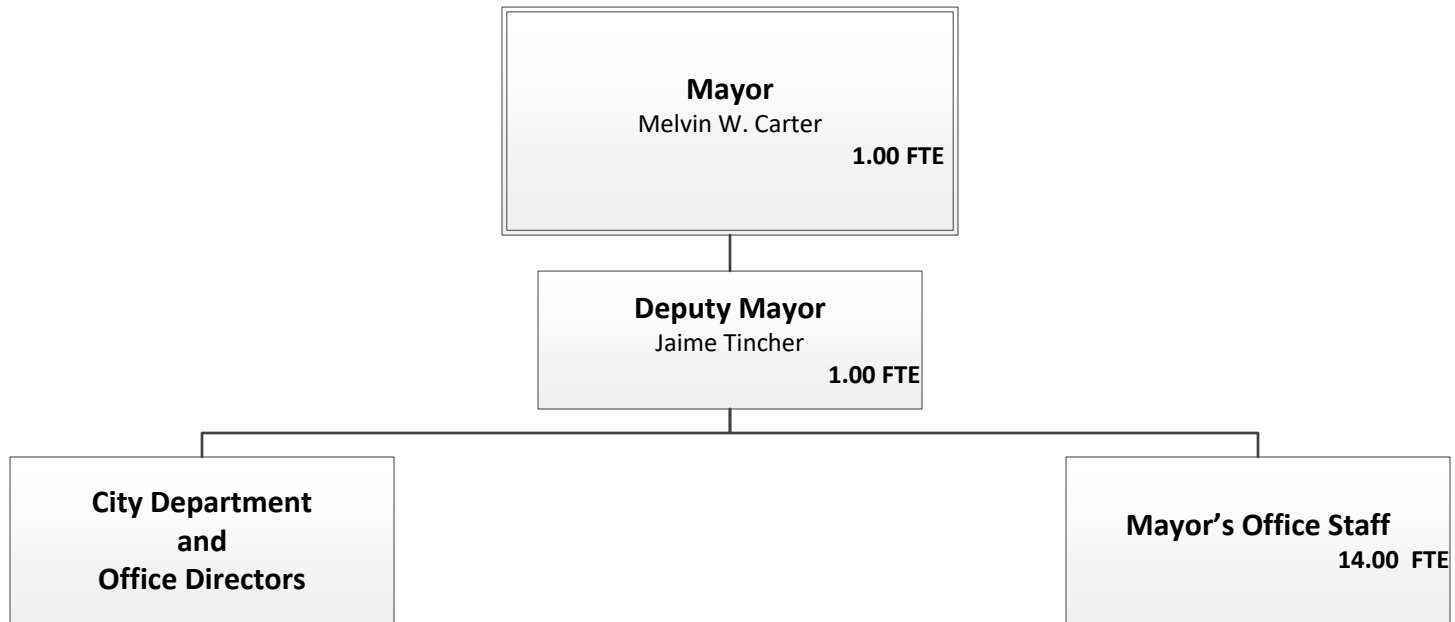 Mayor
Melvin W. Carter
1.00 FTE
Deputy Mayor
Jaime Tincher
1.00 FTE
City Department
and
Office Directors
Mayor’s Office Staff
14.00 FTE